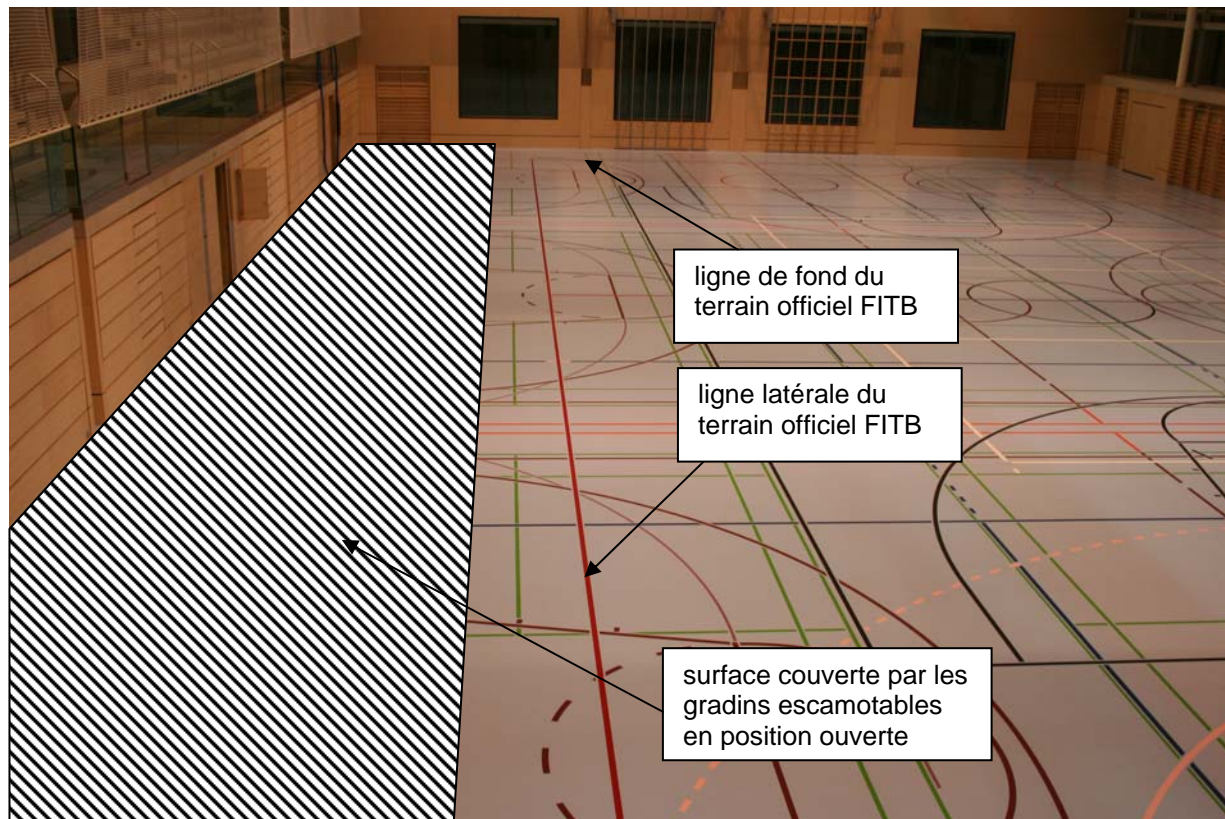 ligne de fond du
terrain officiel FITB
ligne latérale du
terrain officiel FITB
surface couverte par les
gradins escamotables
en position ouverte